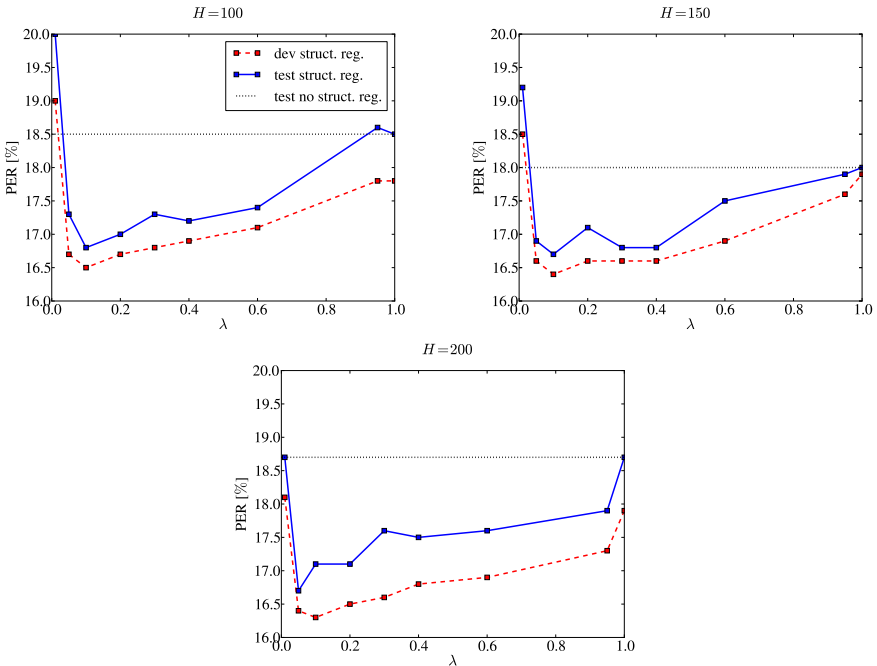 H=100
20.0
19.5
19.0
18.5
18.0
17.5
17.0
16.5
16.0
PER [%]
0.0 0.2 0.4 0.6 0.8 1.0
λ
dev struct. reg.
test struct. reg.
test no struct. reg.
H=150
20.0
19.5
19.0
18.5
18.0
17.5
17.0
16.5
16.0
PER [%]
0.0 0.2 0.4 0.6 0.8 1.0
λ
H=200
20.0
19.5
19.0
18.5
18.0
17.5
17.0
16.5
16.0
PER [%]
0.0 0.2 0.4 0.6 0.8 1.0
λ